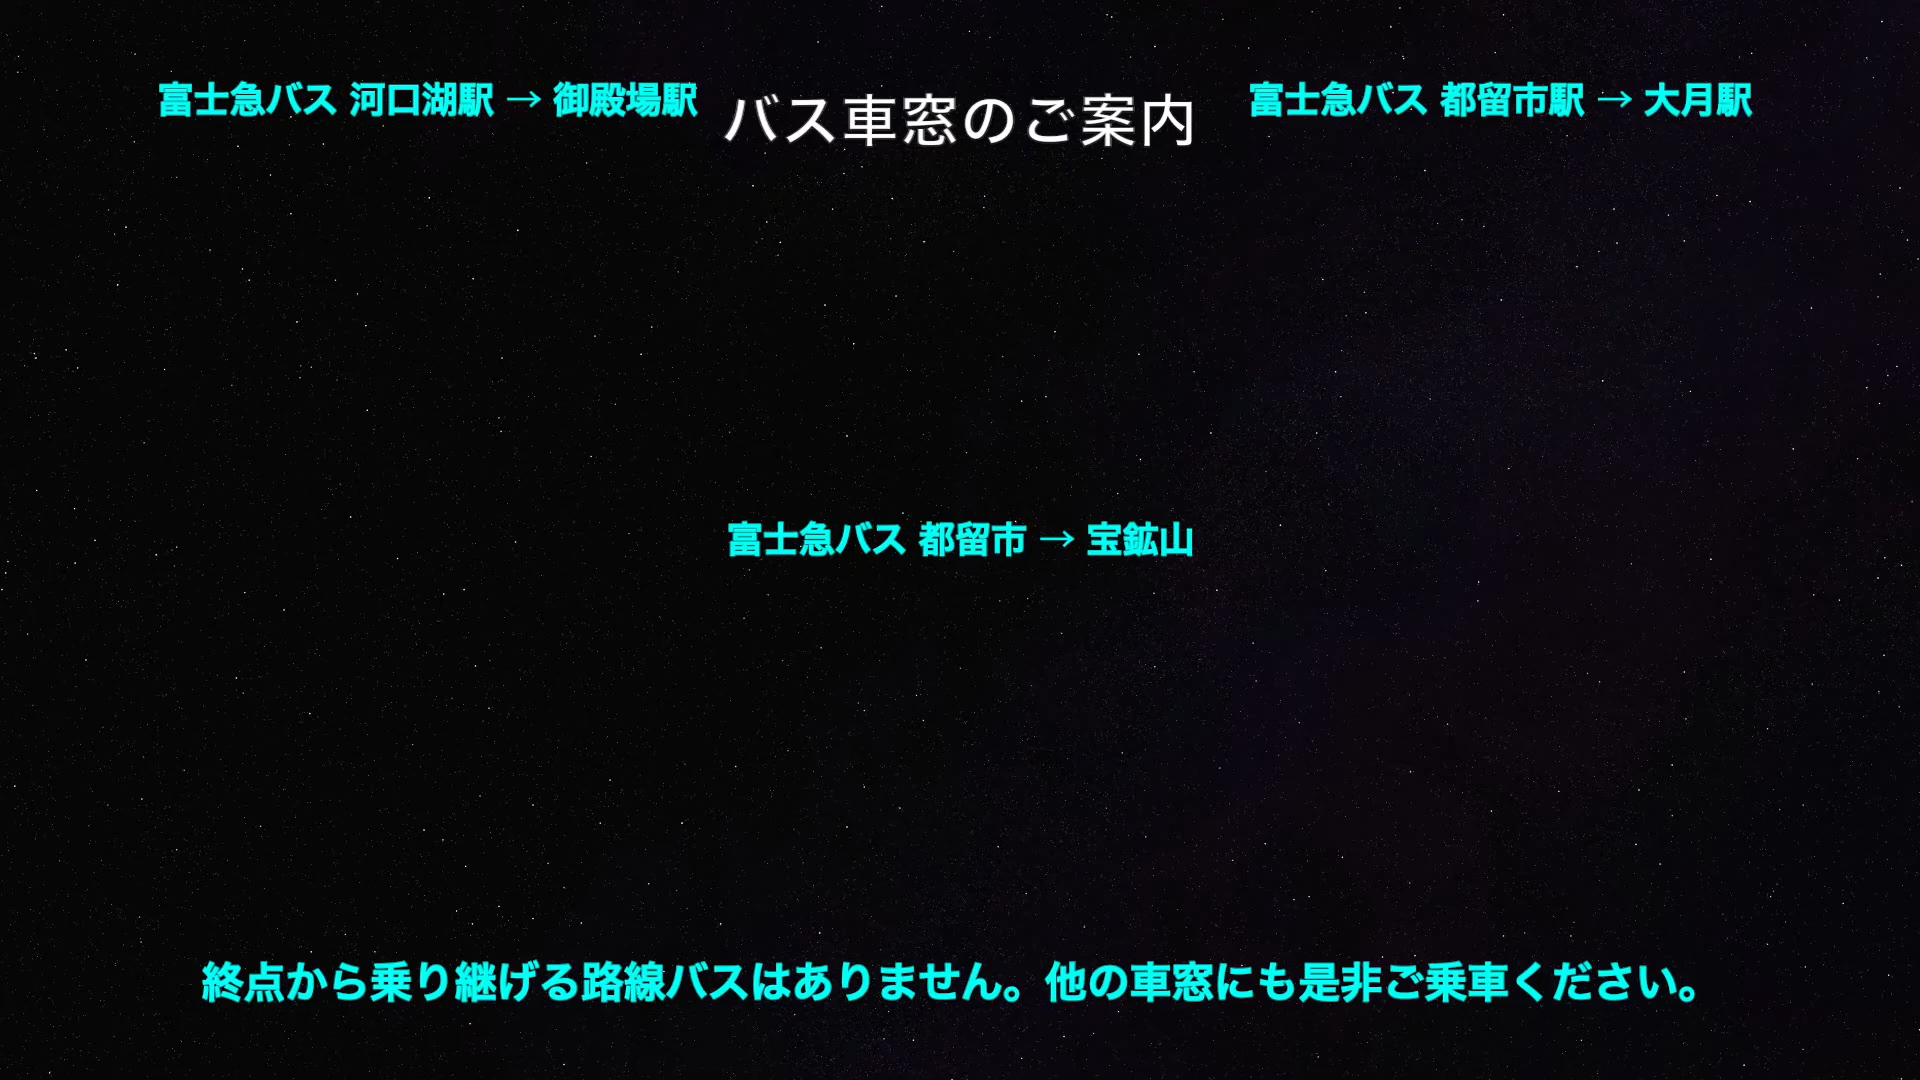 富士急バス 河口湖駅 → 御殿場駅
バス車窓のご案内
富士急バス 都留市駅 → 大月駅
富士急バス 都留市 → 宝鉱山
終点から乗り継げる路線バスはありません。他の車窓にも是非ご乗車ください。